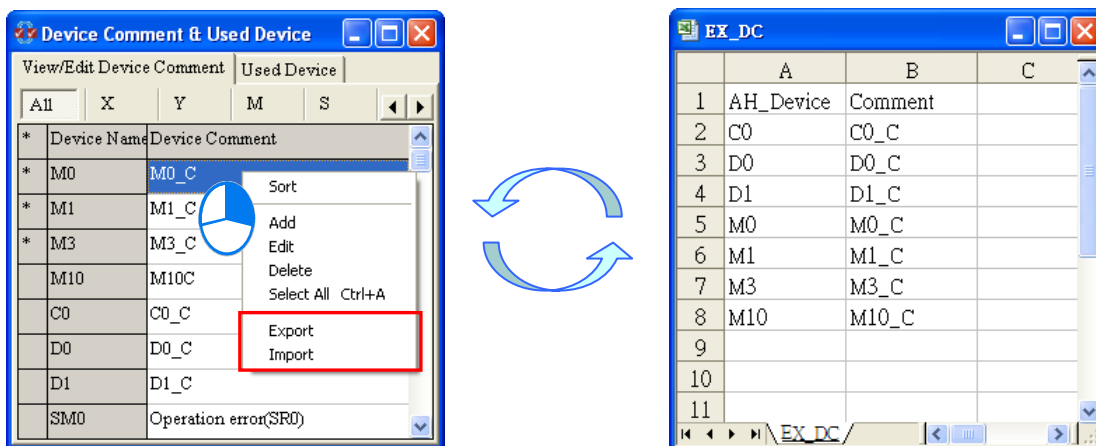 Device Comment & Used Device
View/Edit Device Comment Used Device
All X Y M S
* Device Name Device Comment
* M0 M0_C
* M1 M1_C
* M3 M3_C
M10 M10C
C0 C0_C
D0 D0_C
D1 D1_C
SM0 Operation error(SR0)
Sort
Add
Edit
Delete
Select All Ctrl+A
Export
Import
EX_DC
A B C
1 AH_Device Comment
2 C0 C0_C
3 D0 D0_C
4 D1 D1_C
5 M0 M0_C
6 M1 M1_C
7 M3 M3_C
8 M10 M10_C
9
10
11
EX_DC